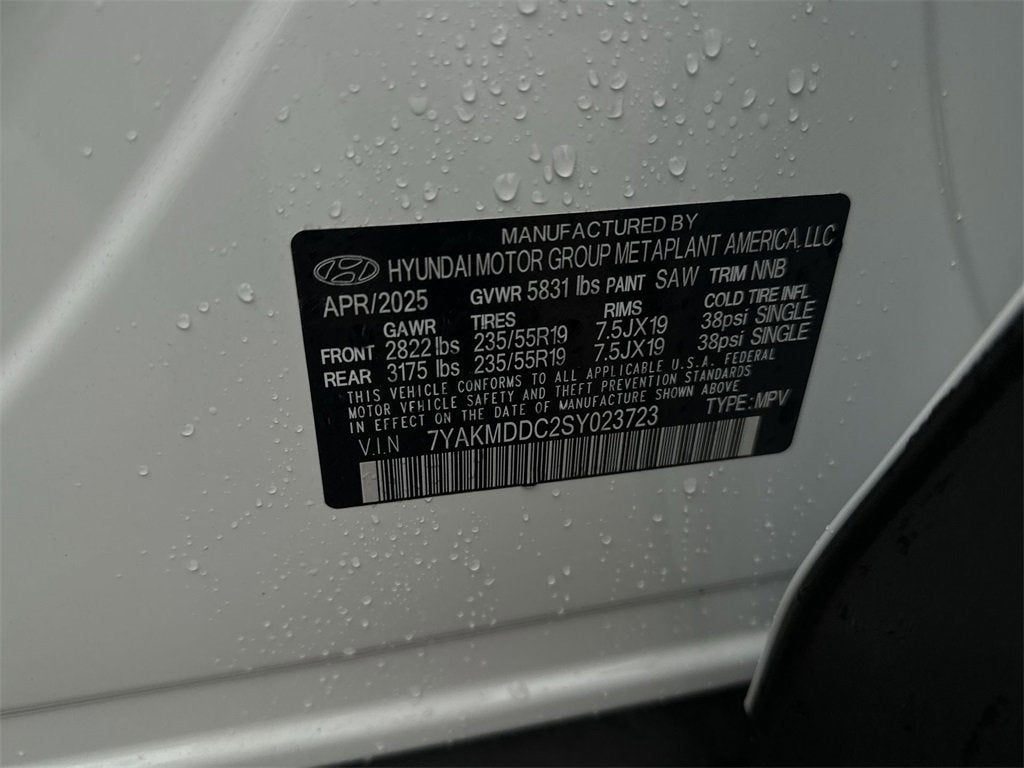 MANUFACTURED BY
HYUNDAI MOTOR GROUP METAPLANT AMERICA, LLC
APR/2025 GVWR 5831 lbs PAINT SAW TRIM NNB
GAWR TIRES RIMS COLD TIRE INFL
FRONT 2822 lbs 235/55R19 7.5JX19 38psi SINGLE
REAR 3175 lbs 235/55R19 7.5JX19 38psi SINGLE
THIS VEHICLE CONFORMS TO ALL APPLICABLE U.S.A. FEDERAL
MOTOR VEHICLE SAFETY AND THEFT PREVENTION STANDARDS
IN EFFECT ON THE DATE OF MANUFACTURE SHOWN ABOVE
V.I.N 7YAKMDDC2SY023723 TYPE: MPV